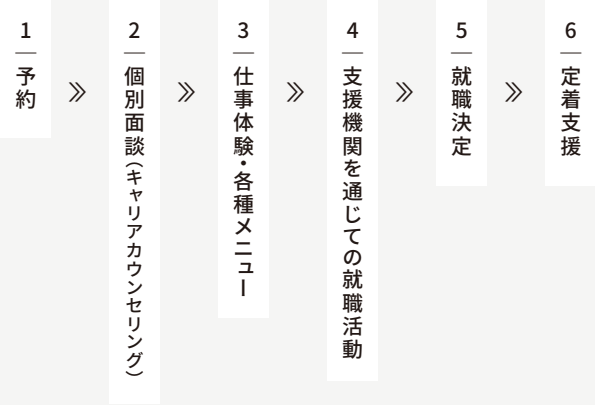 1
予約
2
個別面談(キャリアカウンセリング)
3
仕事体験・各種メニュー
4
支援機関を通じての就職活動
5
就職決定
6
定着支援